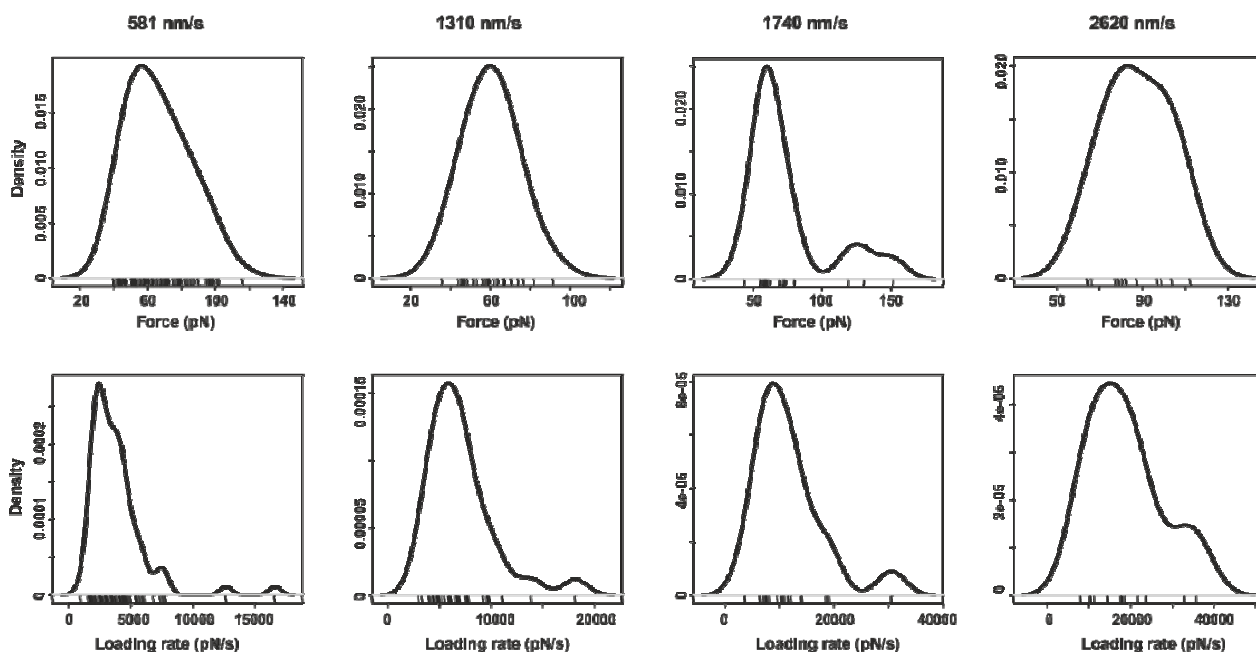 581 nm/s 1310 nm/s 1740 nm/s 2620 nm/s
Density
0.015
0.010
0.005
0
20 60 100 140
Force (pN)
0.020
0.010
0
20 60 100
Force (pN)
0.020
0.010
0
50 100 150
Force (pN)
0.020
0.010
0
50 90 130
Force (pN)
Density
0.0002
0.0001
0
0 5000 10000 15000
Loading rate (pN/s)
0.00015
0.00005
0
0 10000 20000
Loading rate (pN/s)
8e-05
4e-05
0
0 20000 40000
Loading rate (pN/s)
4e-05
2e-05
0
0 20000 40000
Loading rate (pN/s)